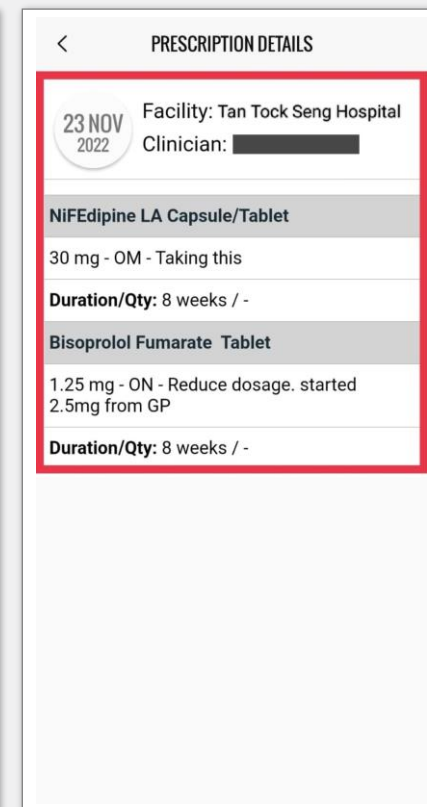 PRESCRIPTION DETAILS
23 NOV
2022
Facility: Tan Tock Seng Hospital
Clinician:
NiFEdipine LA Capsule/Tablet
30 mg - OM - Taking this
Duration/Qty: 8 weeks / -
Bisoprolol Fumarate Tablet
1.25 mg - ON - Reduce dosage. started
2.5mg from GP
Duration/Qty: 8 weeks / -